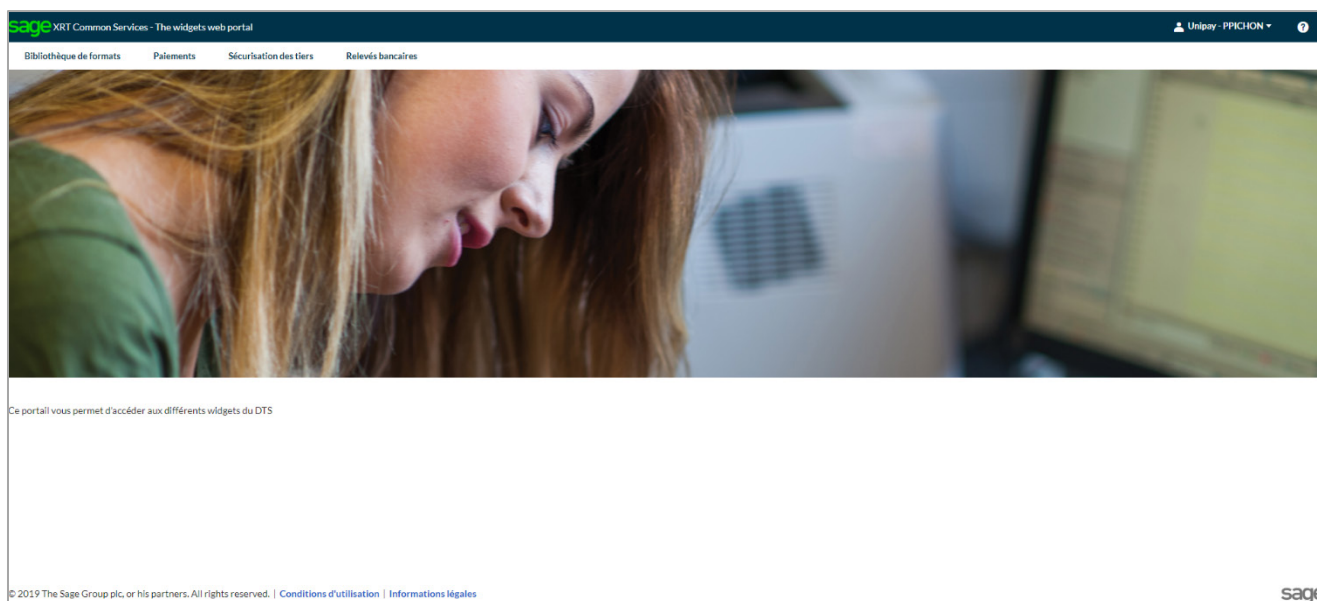 sage XRT Common Services - The widgets web portal
Unipay - PPICHON
?
Bibliothèque de formats Paiements Sécurisation des tiers Relevés bancaires
Ce portail vous permet d'accéder aux différents widgets du DTS
© 2019 The Sage Group plc, or his partners. All rights reserved. | Conditions d'utilisation | Informations légales
sage